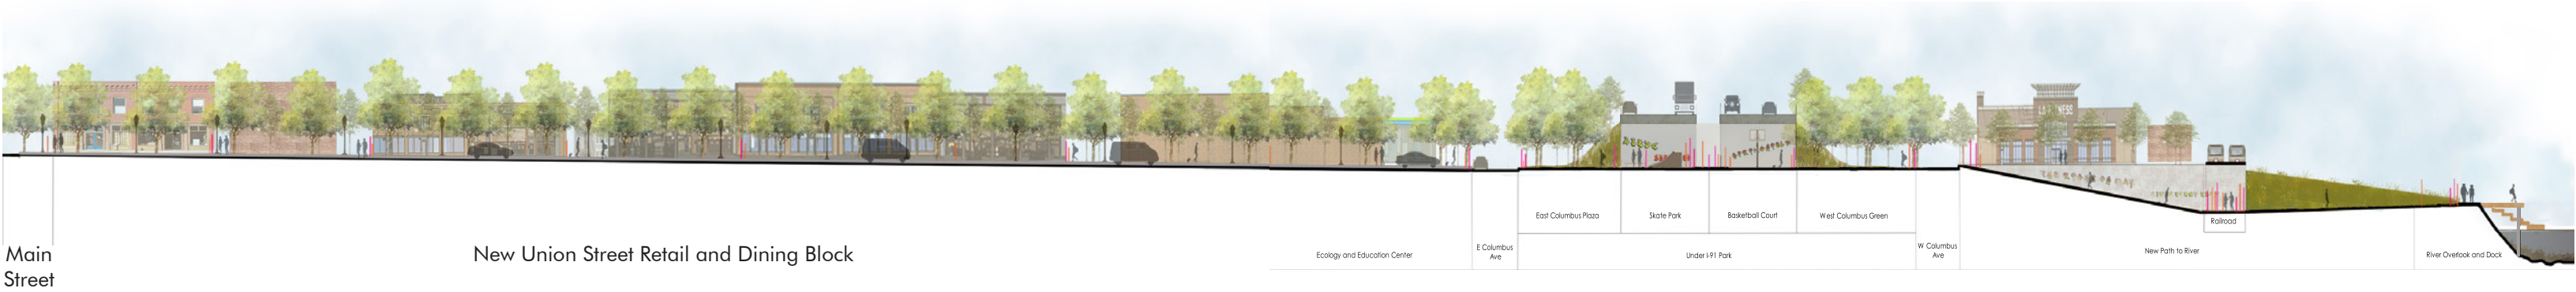 Main
Street
New Union Street Retail and Dining Block
Ecology and Education Center
E Columbus
Ave
East Columbus Plaza
Skate Park
Basketball Court
West Columbus Green
Under I-91 Park
W Columbus
Ave
Railroad
New Path to River
River Overlook and Dock